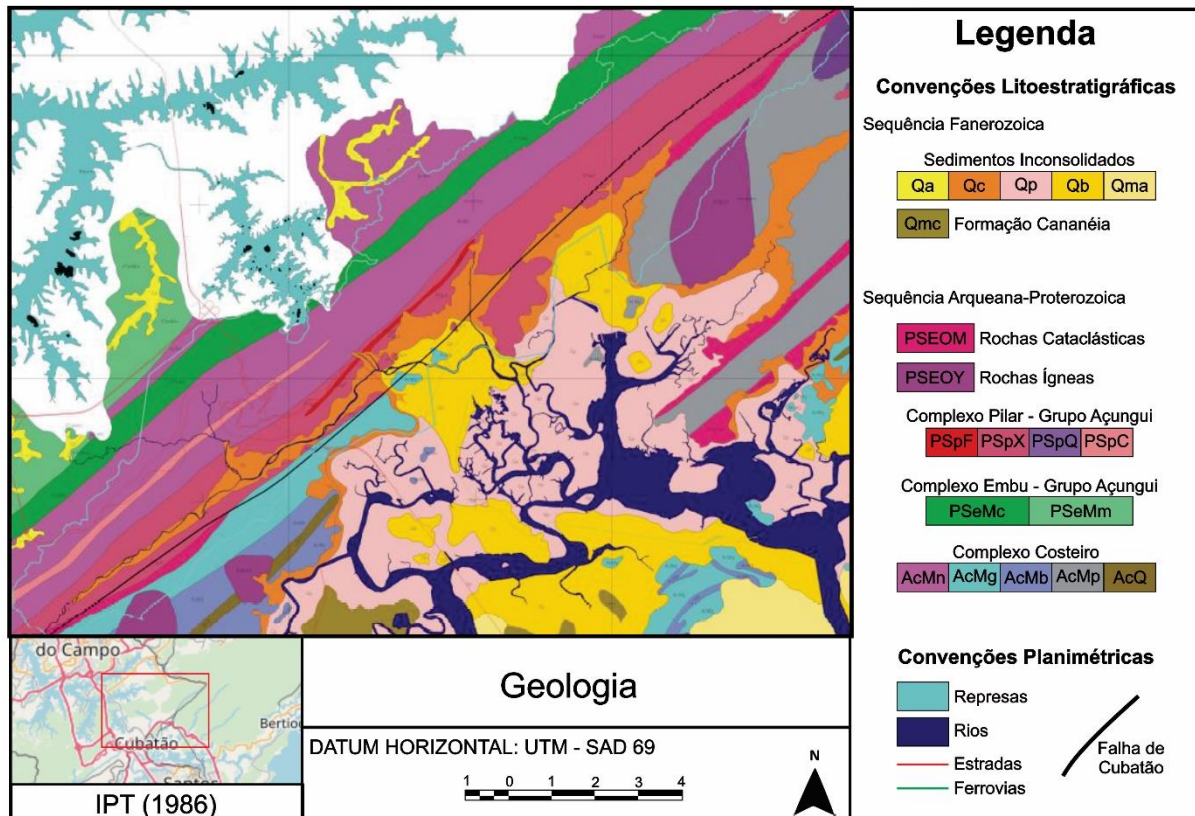 Legenda
Convenções Litoestratigráficas
Sequência Fanerozoica
Sedimentos Inconsolidados
Qa Qc Qp Qb Qma
Qmc Formação Cananéia
Sequência Arqueana-Proterozoica
PSEOM Rochas Cataclásticas
PSEOY Rochas Ígneas
Complexo Pilar - Grupo Açungui
PSpF PSpX PSpQ PSpC
Complexo Embu - Grupo Açungui
PSeMc PSeMm
Complexo Costeiro
AcMn AcMg AcMb AcMp AcQ
Convenções Planimétricas
Represas
Rios
Estradas
Ferrovias
Falha de
Cubatão
do Campo
Cubatão
IPT (1986)
Geologia
DATUM HORIZONTAL: UTM - SAD 69
1 0 1 2 3 4
N